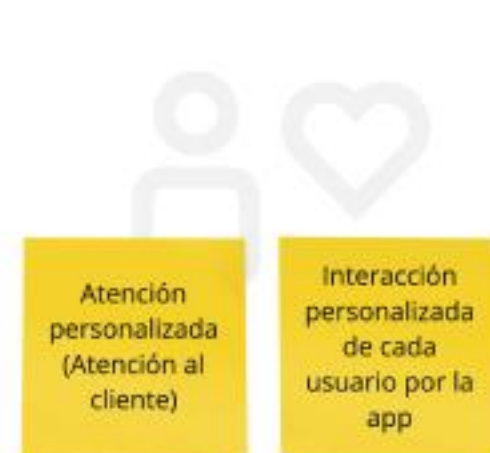 Atención
personalizada
(Atención al
cliente)
Interacción
personalizada
de cada
usuario por la
app